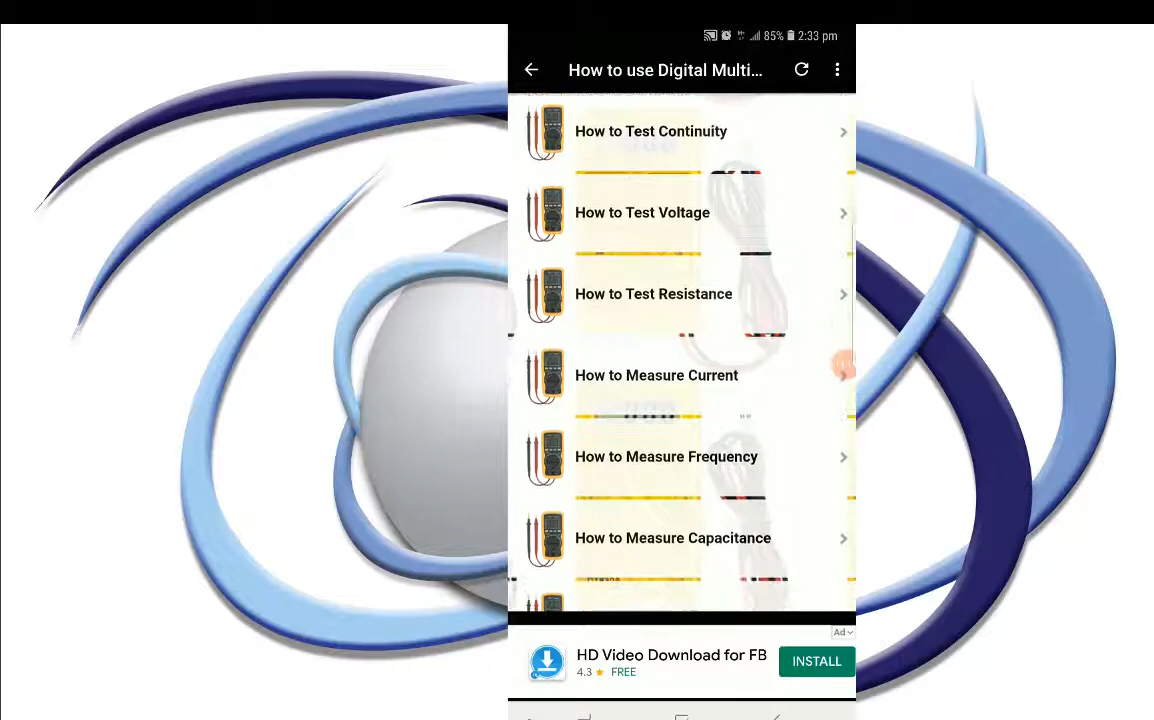 85% 2:33 pm
How to use Digital Multi...
How to Test Continuity
How to Test Voltage
How to Test Resistance
How to Measure Current
How to Measure Frequency
How to Measure Capacitance
Ad
HD Video Download for FB
4.3 ★ FREE
INSTALL